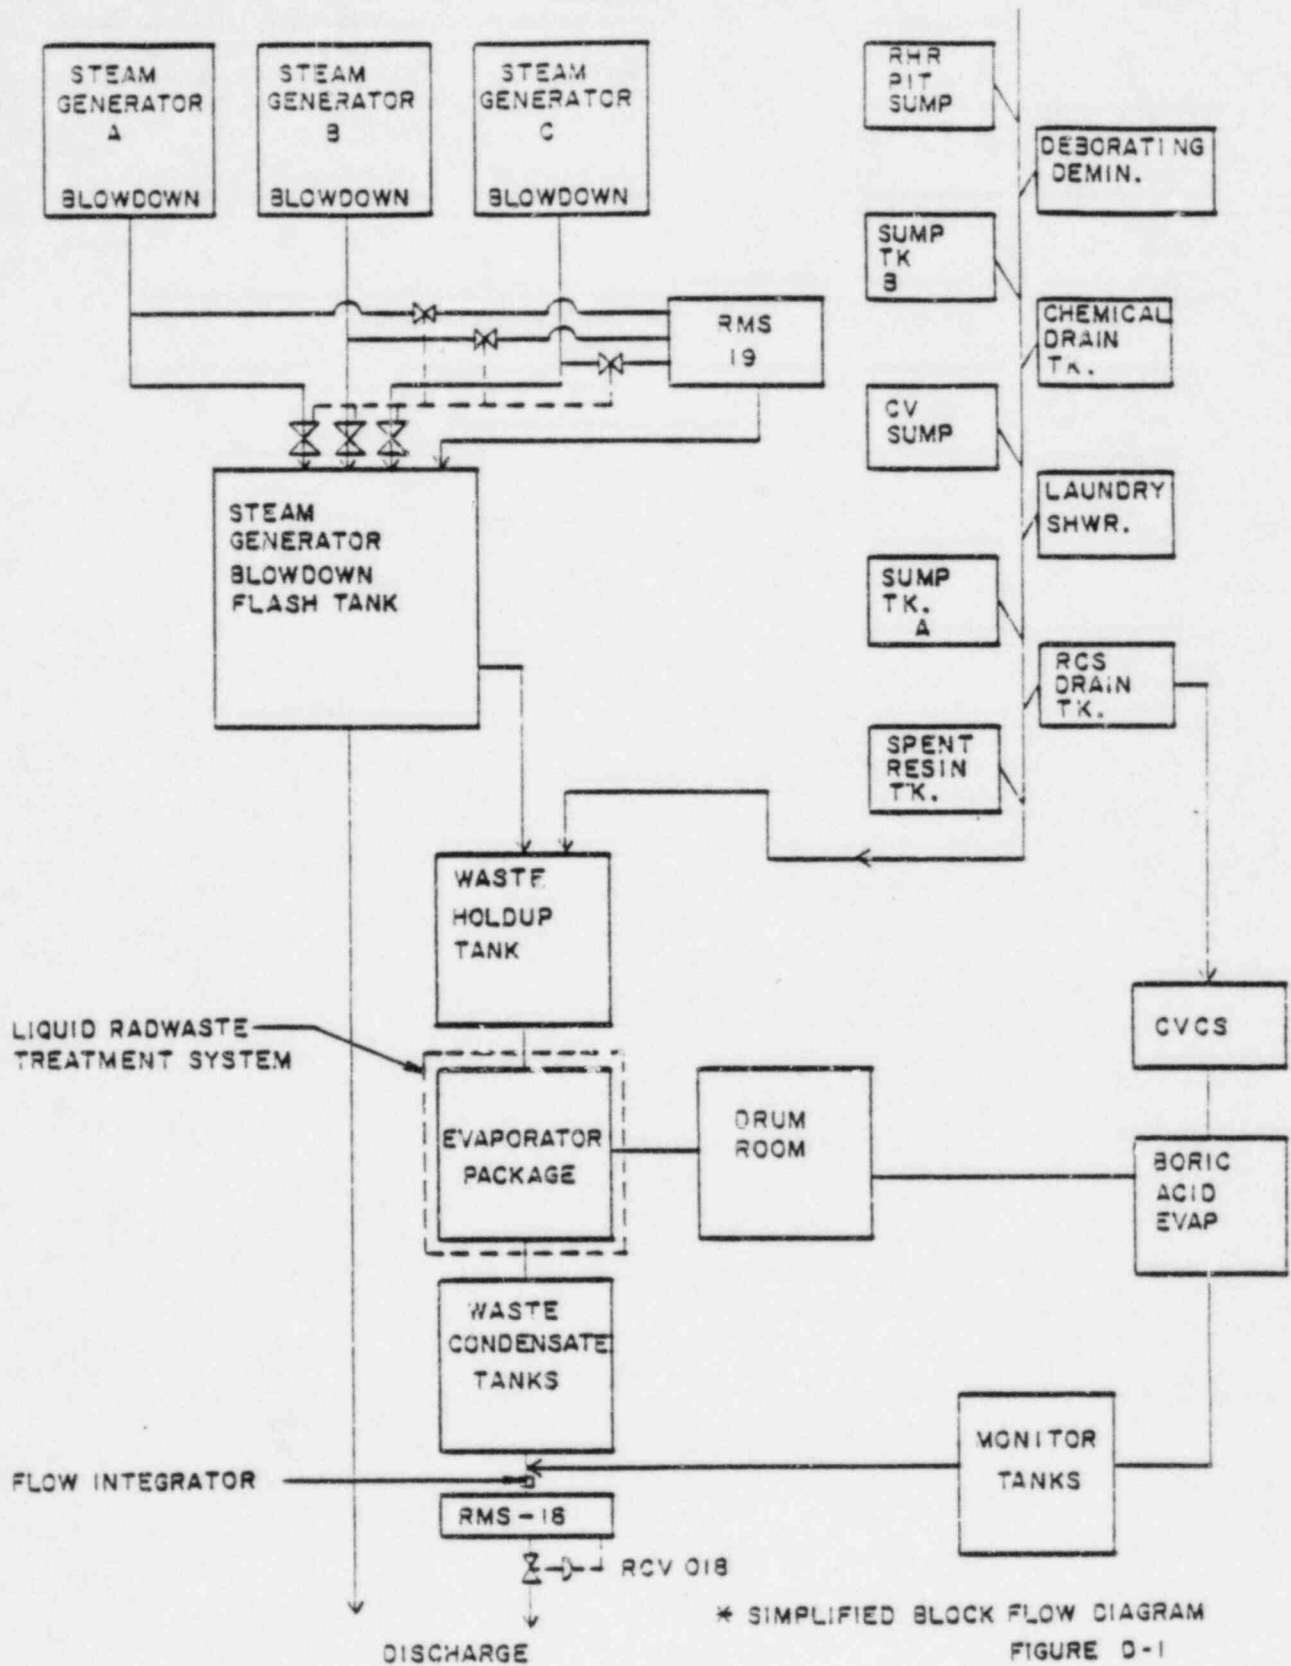 STEAM
GENERATOR
A
BLOWDOWN
STEAM
GENERATOR
B
BLOWDOWN
STEAM
GENERATOR
C
BLOWDOWN
RHR
PIT
SUMP
DEBORATING
DEMIN.
SUMP
TK
B
CHEMICAL
DRAIN
TK.
RMS
19
CV
SUMP
LAUNDRY
SHWR.
STEAM
GENERATOR
BLOWDOWN
FLASH TANK
SUMP
TK.
A
RCS
DRAIN
TK.
SPENT
RESIN
TK.
WASTE
HOLDUP
TANK
LIQUID RADWASTE
TREATMENT SYSTEM
CVCS
EVAPORATOR
PACKAGE
DRUM
ROOM
BORIC
ACID
EVAP
WASTE
CONDENSATE
TANKS
MONITOR
TANKS
FLOW INTEGRATOR
RMS-18
RCV 018
* SIMPLIFIED BLOCK FLOW DIAGRAM
FIGURE D-1
DISCHARGE